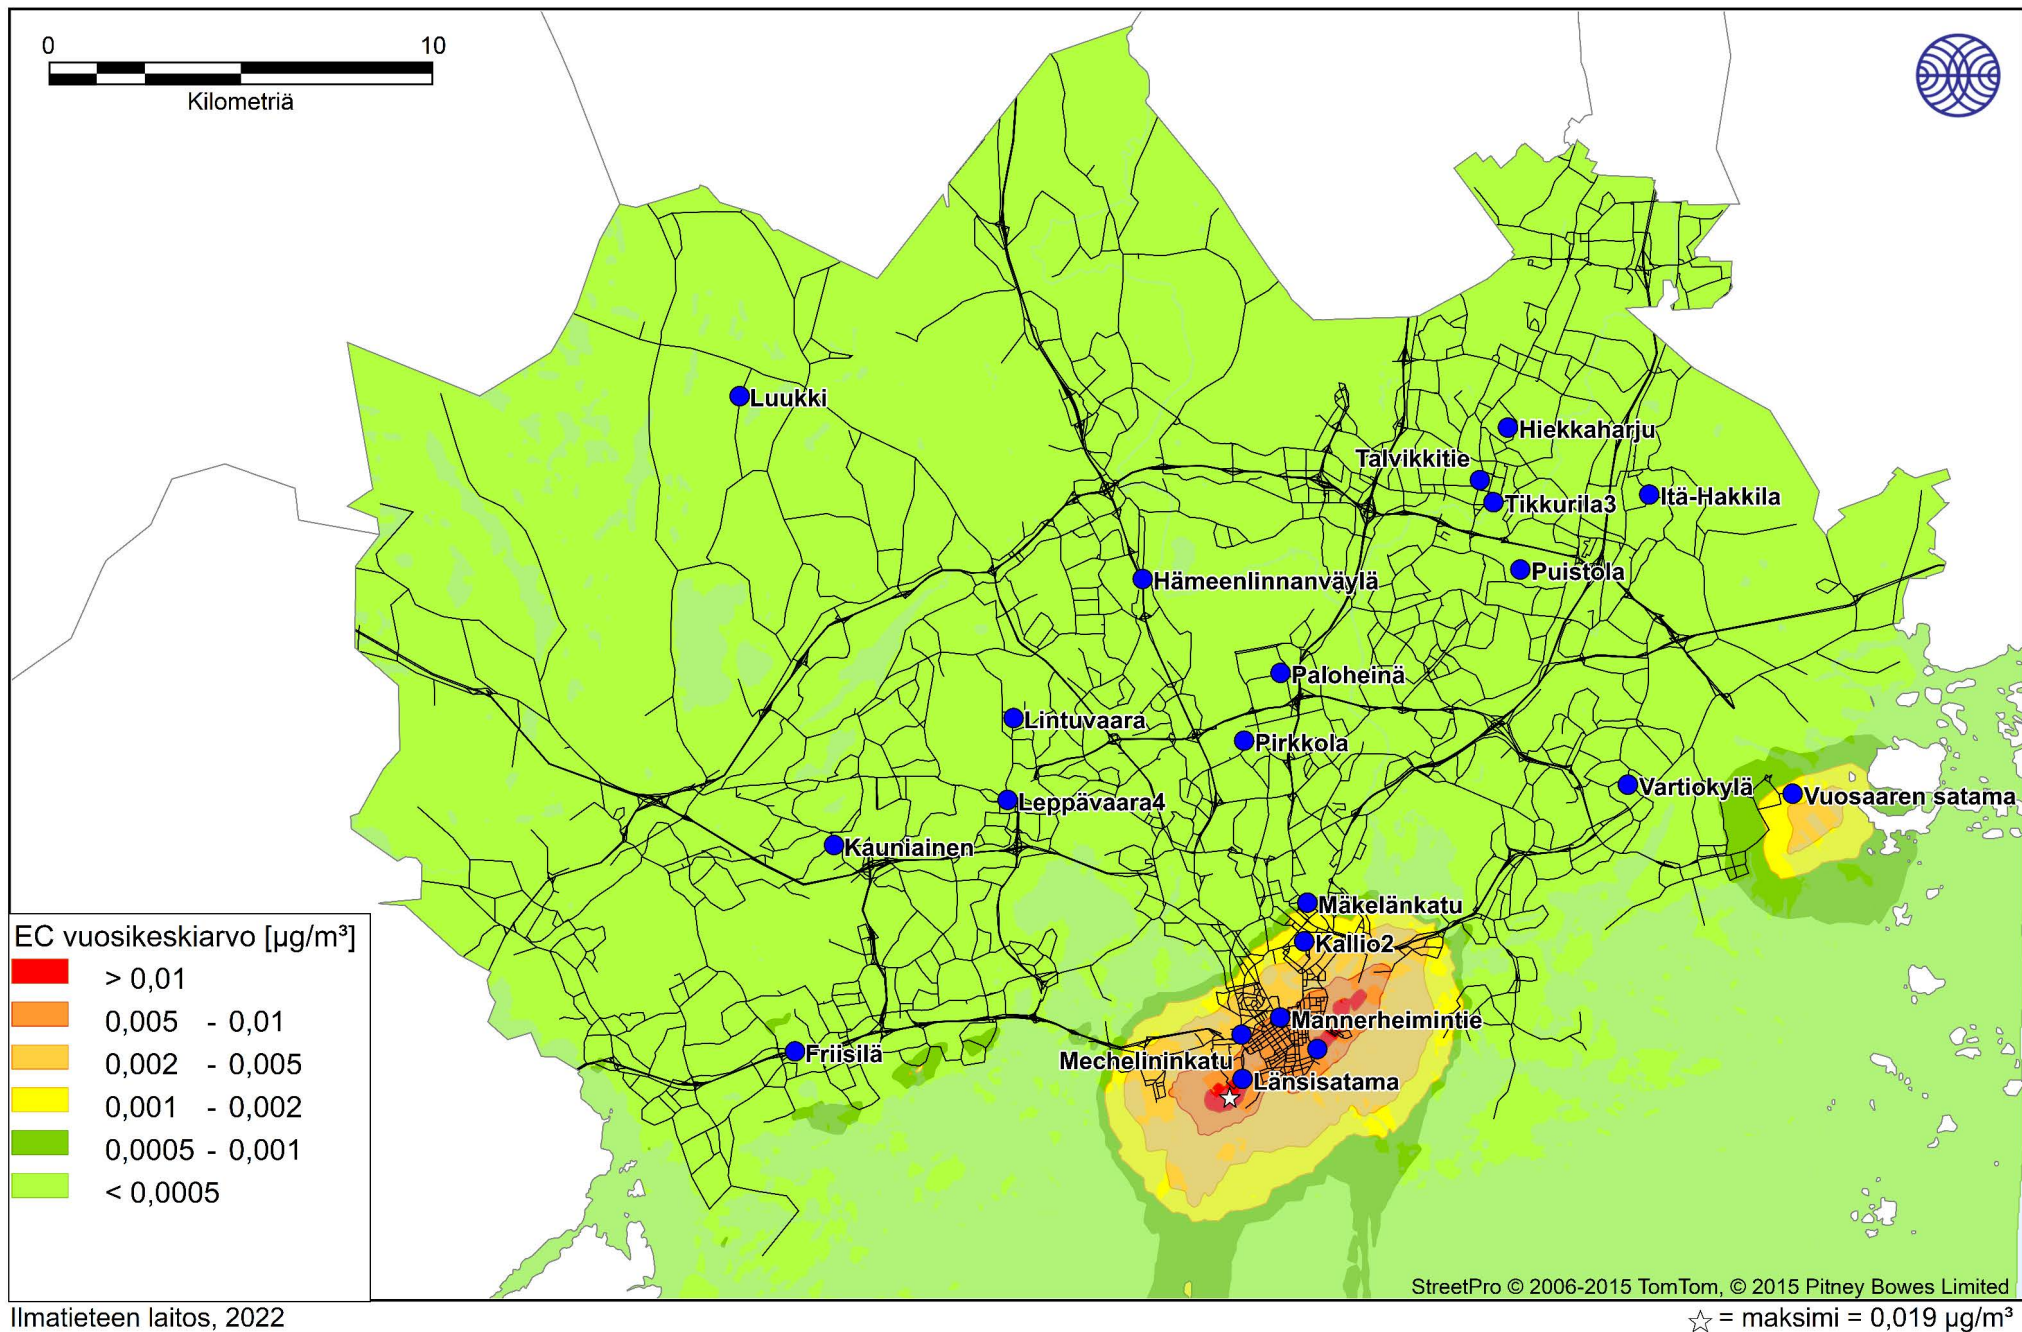 0 10
Kilometriä
Luukki
Hiekkaharju
Talvikkitie
Itä-Hakkila
Tikkurila3
Puistola
Hämeenlinnanväylä
Paloheinä
Lintuvaara
Pirkkola
Vartiokylä
Vuosaaren satama
Leppävaara4
Kauniainen
Mäkelänkatu
Kallio2
Mannerheimintie
Friisilä
Mechelininkatu
Länsisatama
EC vuosikeskiarvo [µg/m³]
> 0,01
0,005 - 0,01
0,002 - 0,005
0,001 - 0,002
0,0005 - 0,001
< 0,0005
StreetPro © 2006-2015 TomTom, © 2015 Pitney Bowes Limited
Ilmatieteen laitos, 2022
= maksimi = 0,019 µg/m³